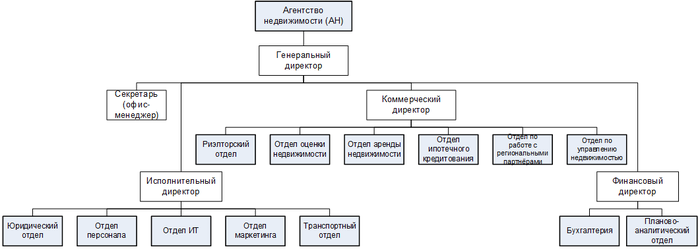 Агентство
недвижимости (АН)
Генеральный
директор
Секретарь
(офис-
менеджер)
Коммерческий
директор
Риэлторский
отдел
Отдел оценки
недвижимости
Отдел аренды
недвижимости
Отдел
ипотечного
кредитования
Отдел по
работе с
региональными
партнёрами
Отдел по
управлению
недвижимостью
Исполнительный
директор
Финансовый
директор
Юридический
отдел
Отдел
персонала
Отдел ИТ
Отдел
маркетинга
Транспортный
отдел
Бухгалтерия
Планово-
аналитический
отдел